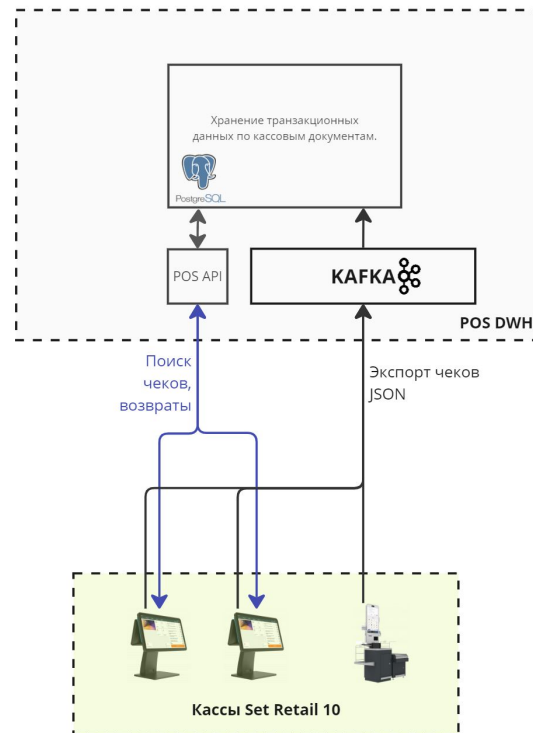 Хранение транзакционных
данных по кассовым документам.
PostgreSQL
POS API
KAFKA
POS DWH
Поиск
чеков,
возвраты
Экспорт чеков
JSON
Кассы Set Retail 10